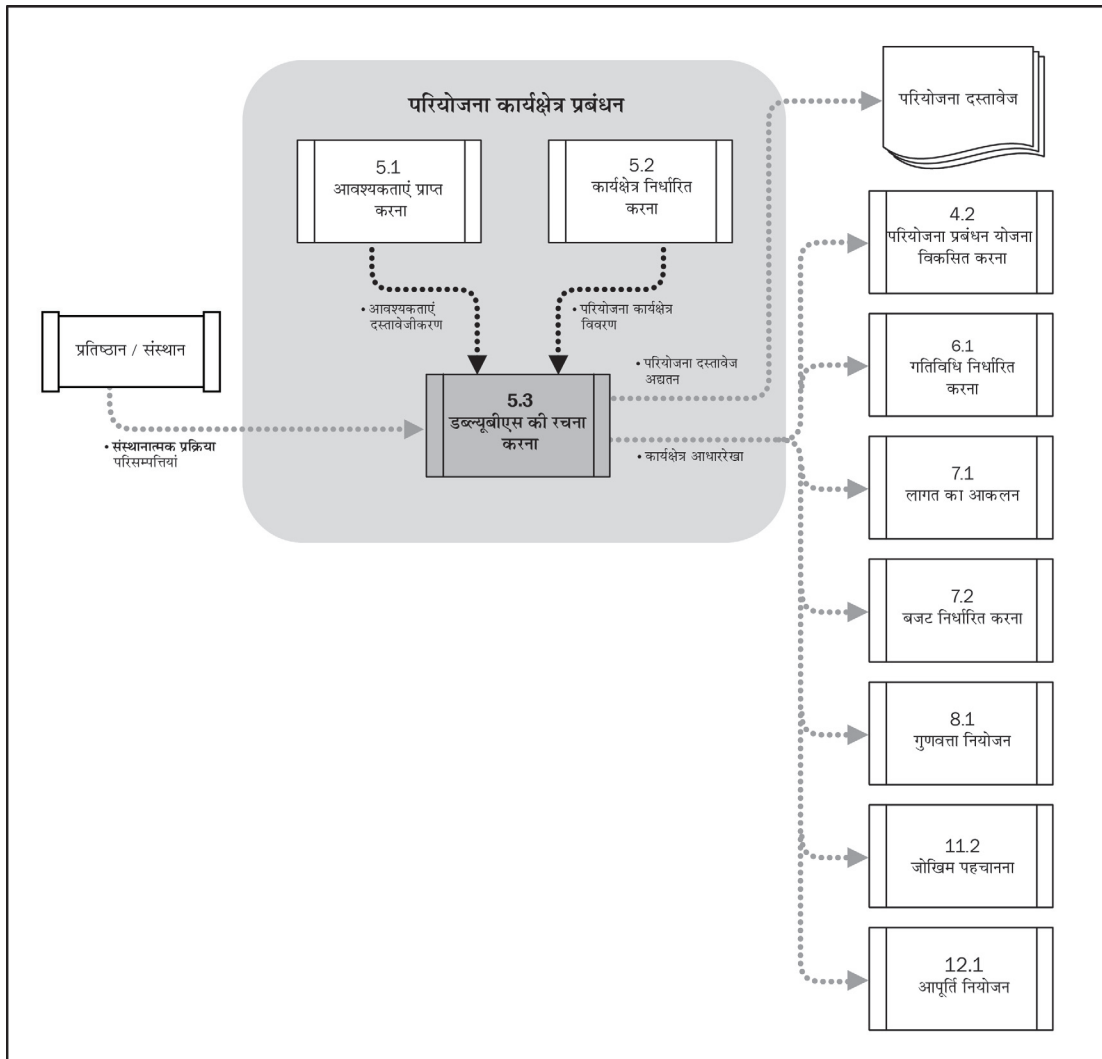 परियोजना कार्यक्षेत्र प्रबंधन
5.1
आवश्यकताएं प्राप्त
करना
5.2
कार्यक्षेत्र निर्धारित
करना
• आवश्यकताएं
दस्तावेजीकरण
• परियोजना कार्यक्षेत्र
विवरण
प्रतिष्ठान / संस्थान
• संस्थानात्मक प्रक्रिया
परिसम्पत्तियां
5.3
डब्ल्यूबीएस की रचना
करना
• परियोजना दस्तावेज
अद्यतन
• कार्यक्षेत्र आधाररेखा
परियोजना दस्तावेज
4.2
परियोजना प्रबंधन योजना
विकसित करना
6.1
गतिविधि निर्धारित
करना
7.1
लागत का आकलन
7.2
बजट निर्धारित करना
8.1
गुणवत्ता नियोजन
11.2
जोखिम पहचानना
12.1
आपूर्ति नियोजन